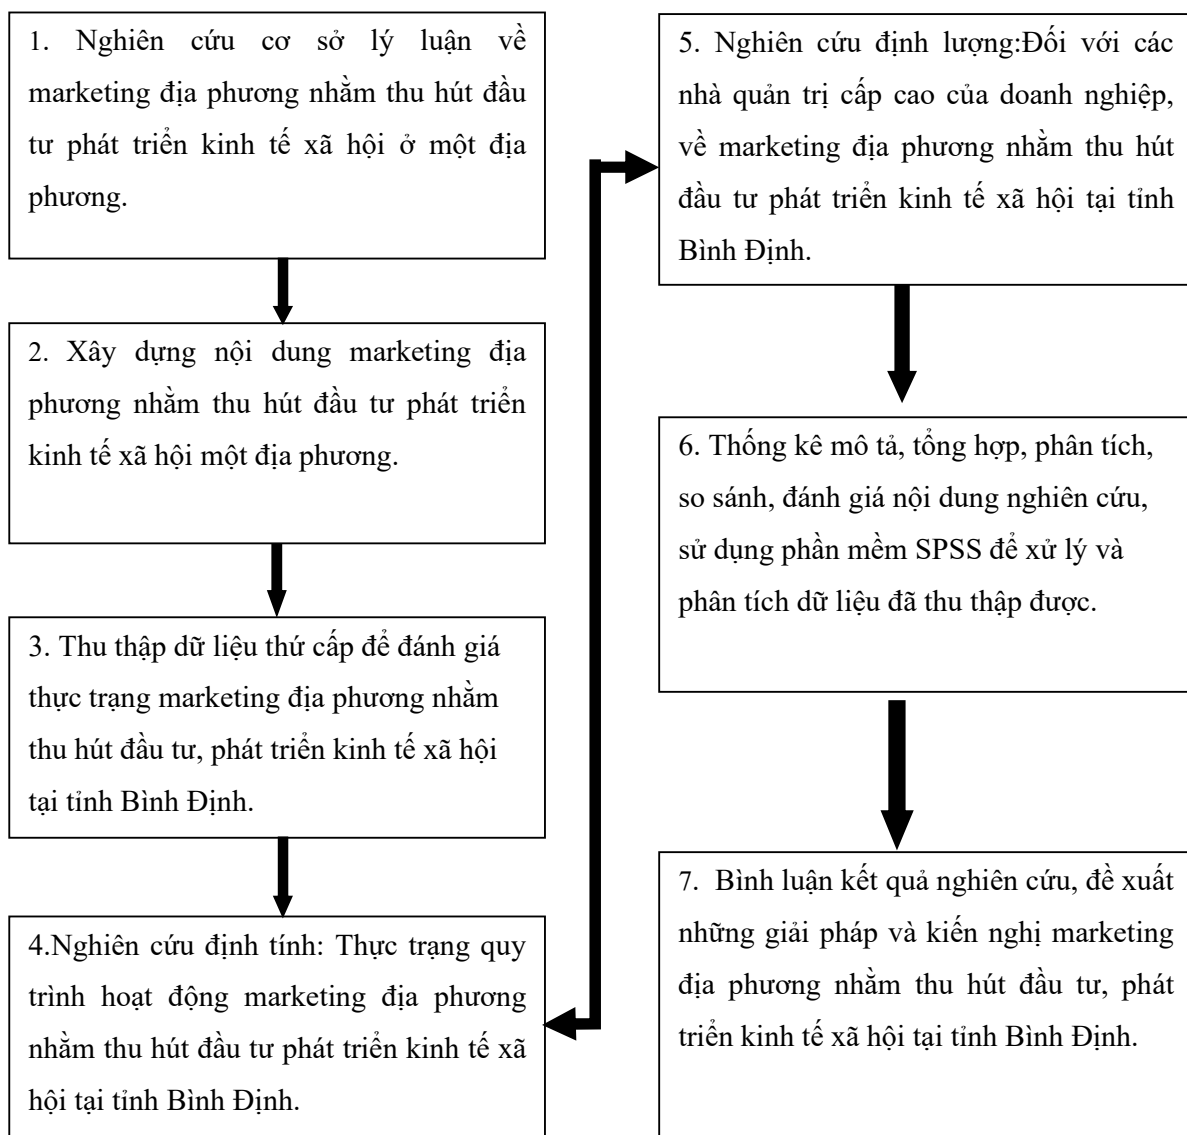 1. Nghiên cứu cơ sở lý luận về
marketing địa phương nhằm thu hút đầu
tư phát triển kinh tế xã hội ở một địa
phương.
2. Xây dựng nội dung marketing địa
phương nhằm thu hút đầu tư phát triển
kinh tế xã hội một địa phương.
3. Thu thập dữ liệu thứ cấp để đánh giá
thực trạng marketing địa phương nhằm
thu hút đầu tư, phát triển kinh tế xã hội
tại tỉnh Bình Định.
4.Nghiên cứu định tính: Thực trạng quy
trình hoạt động marketing địa phương
nhằm thu hút đầu tư phát triển kinh tế xã
hội tại tỉnh Bình Định.
5. Nghiên cứu định lượng:Đối với các
nhà quản trị cấp cao của doanh nghiệp,
về marketing địa phương nhằm thu hút
đầu tư phát triển kinh tế xã hội tại tỉnh
Bình Định.
6. Thống kê mô tả, tổng hợp, phân tích,
so sánh, đánh giá nội dung nghiên cứu,
sử dụng phần mềm SPSS để xử lý và
phân tích dữ liệu đã thu thập được.
7. Bình luận kết quả nghiên cứu, đề xuất
những giải pháp và kiến nghị marketing
địa phương nhằm thu hút đầu tư, phát
triển kinh tế xã hội tại tỉnh Bình Định.